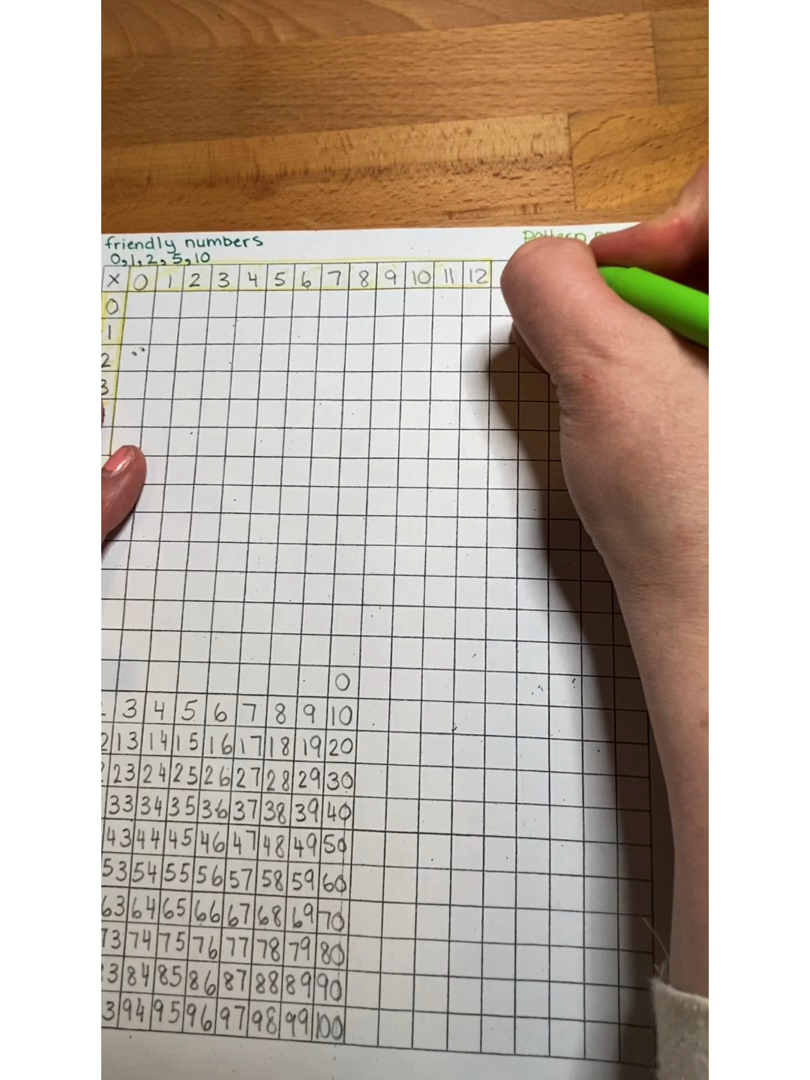 friendly numbers
0,1,2,5,10
x 0 1 2 3 4 5 6 7 8 9 10 11 12
0
1
2
3
0
3 4 5 6 7 8 9 10
13 14 15 16 17 18 19 20
23 24 25 26 27 28 29 30
33 34 35 36 37 38 39 40
43 44 45 46 47 48 49 50
53 54 55 56 57 58 59 60
63 64 65 66 67 68 69 70
73 74 75 76 77 78 79 80
84 85 86 87 88 89 90
94 95 96 97 98 99 100